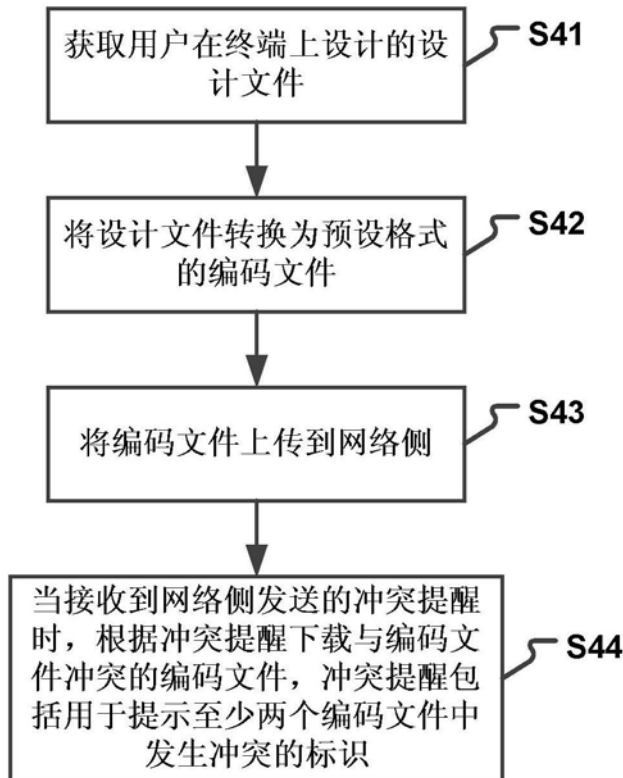 获取用户在终端上设计的设
计文件
S41
将设计文件转换为预设格式
的编码文件
S42
将编码文件上传到网络侧
S43
当接收到网络侧发送的冲突提醒
时，根据冲突提醒下载与编码文
件冲突的编码文件，冲突提醒包
括用于提示至少两个编码文件中
发生冲突的标识
S44